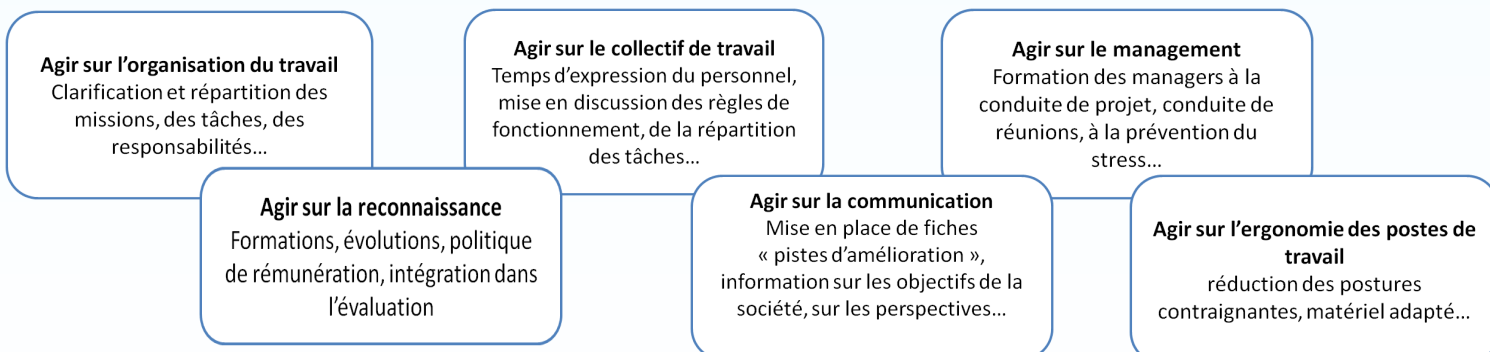 Agir sur l’organisation du travail
Clarification et répartition des
missions, des tâches, des
responsabilités…
Agir sur le collectif de travail
Temps d’expression du personnel,
mise en discussion des règles de
fonctionnement, de la répartition
des tâches…
Agir sur le management
Formation des managers à la
conduite de projet, conduite de
réunions, à la prévention du
stress…
Agir sur la reconnaissance
Formations, évolutions, politique
de rémunération, intégration dans
l’évaluation
Agir sur la communication
Mise en place de fiches
« pistes d’amélioration »,
information sur les objectifs de la
société, sur les perspectives…
Agir sur l’ergonomie des postes de
travail
réduction des postures
contraignantes, matériel adapté…